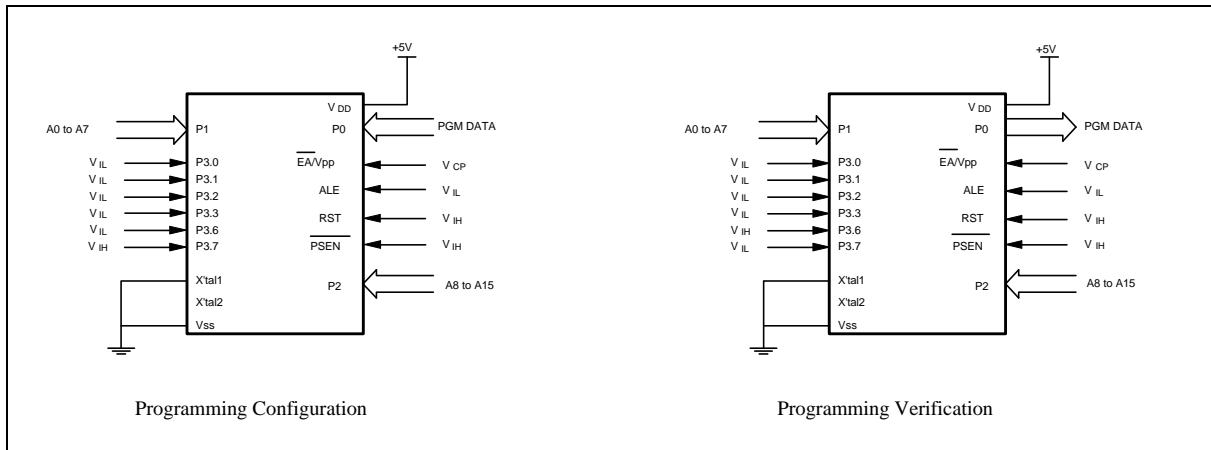 +5V
V DD
A0 to A7
P1
P0
PGM DATA
V IL
P3.0
EA/Vpp
V CP
V IL
P3.1
V IL
P3.2
ALE
V IL
V IL
P3.3
RST
V IH
V IL
P3.6
V IH
P3.7
PSEN
V IH
X'tal1
P2
A8 to A15
X'tal2
Vss
Programming Configuration
+5V
V DD
A0 to A7
P1
P0
PGM DATA
V IL
P3.0
EA/Vpp
V CP
V IL
P3.1
V IL
P3.2
ALE
V IL
V IL
P3.3
RST
V IH
V IH
P3.6
V IL
P3.7
PSEN
V IH
X'tal1
P2
A8 to A15
X'tal2
Vss
Programming Verification